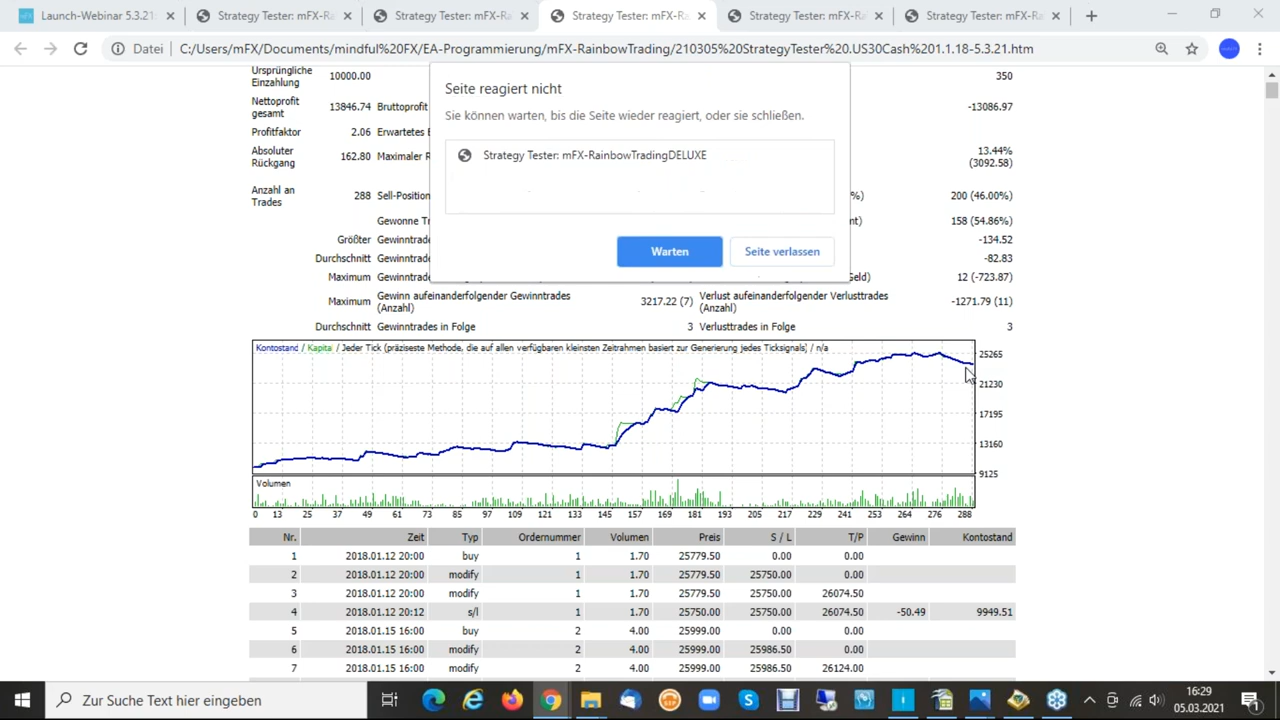 Launch-Webinar 5.3.21
Strategy Tester: mFX-Ra
Strategy Tester: mFX-Ra
Strategy Tester: mFX-Ra
Strategy Tester: mFX-Ra
Strategy Tester: mFX-Ra
Datei
C:/Users/mFX/Documents/mindful%20FX/EA-Programmierung/mFX-RainbowTrading/210305%20StrategyTester%20.US30Cash%201.1.18-5.3.21.htm
Ursprüngliche
Einzahlung
10000.00
350
Nettoprofit
gesamt
13846.74
Bruttoprofit
-13086.97
Profitfaktor
2.06
Erwartetes
Absoluter
Rückgang
162.80
Maximaler R
13.44%
(3092.58)
Anzahl an
Trades
288
Sell-Position
%)
200 (46.00%)
Gewonne Tr
nt)
158 (54.86%)
Größter
Gewinntrade
-134.52
Durchschnitt
Gewinntrade
-82.83
Maximum
Gewinntrade
Geld)
12 (-723.87)
Maximum
Gewinn aufeinanderfolgender Gewinntrades
(Anzahl)
3217.22 (7)
Verlust aufeinanderfolgender Verlusttrades
(Anzahl)
-1271.79 (11)
Durchschnitt
Gewinntrades in Folge
3
Verlusttrades in Folge
3
Seite reagiert nicht
Sie können warten, bis die Seite wieder reagiert, oder sie schließen.
Strategy Tester: mFX-RainbowTradingDELUXE
Warten
Seite verlassen
Kontostand / Kapital / Jeder Tick (präziseste Methode, die auf allen verfügbaren kleinsten Zeitrahmen basiert zur Generierung jedes Ticksignals) / n/a
25265
21230
17195
13160
9125
Volumen
0 13 25 37 49 61 73 85 97 109 121 133 145 157 169 181 193 205 217 229 241 253 264 276 288
Nr. Zeit Typ Ordernummer Volumen Preis S / L T/P Gewinn Kontostand
1 2018.01.12 20:00 buy 1 1.70 25779.50 0.00 0.00
2 2018.01.12 20:00 modify 1 1.70 25779.50 25750.00 0.00
3 2018.01.12 20:00 modify 1 1.70 25779.50 25750.00 26074.50
4 2018.01.12 20:12 s/l 1 1.70 25750.00 25750.00 26074.50 -50.49 9949.51
5 2018.01.15 16:00 buy 2 4.00 25999.00 0.00 0.00
6 2018.01.15 16:00 modify 2 4.00 25999.00 25986.50 0.00
7 2018.01.15 16:00 modify 2 4.00 25999.00 25986.50 26124.00
Zur Suche Text hier eingeben
16:29
05.03.2021
1